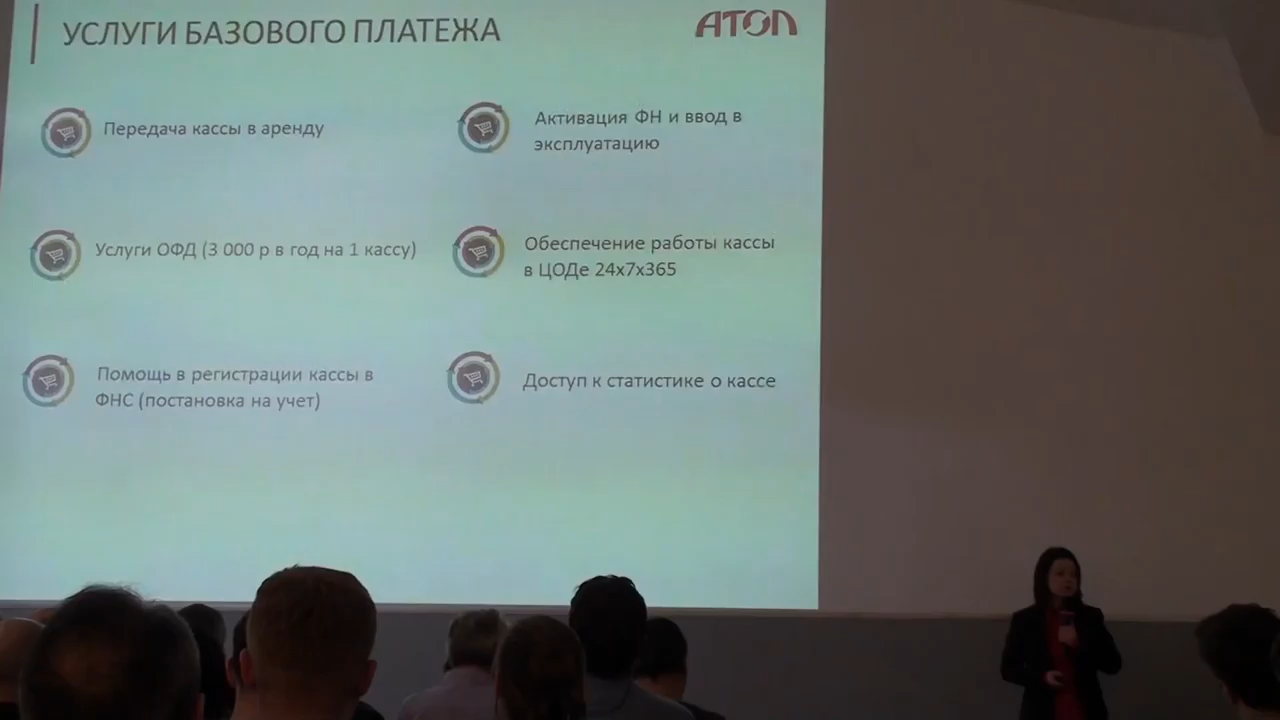 УСЛУГИ БАЗОВОГО ПЛАТЕЖА
АТОЛ
Передача кассы в аренду
Активация ФН и ввод в
эксплуатацию
Услуги ОФД (3 000 р в год на 1 кассу)
Обеспечение работы кассы
в ЦОДе 24x7x365
Помощь в регистрации кассы в
ФНС (постановка на учет)
Доступ к статистике о кассе